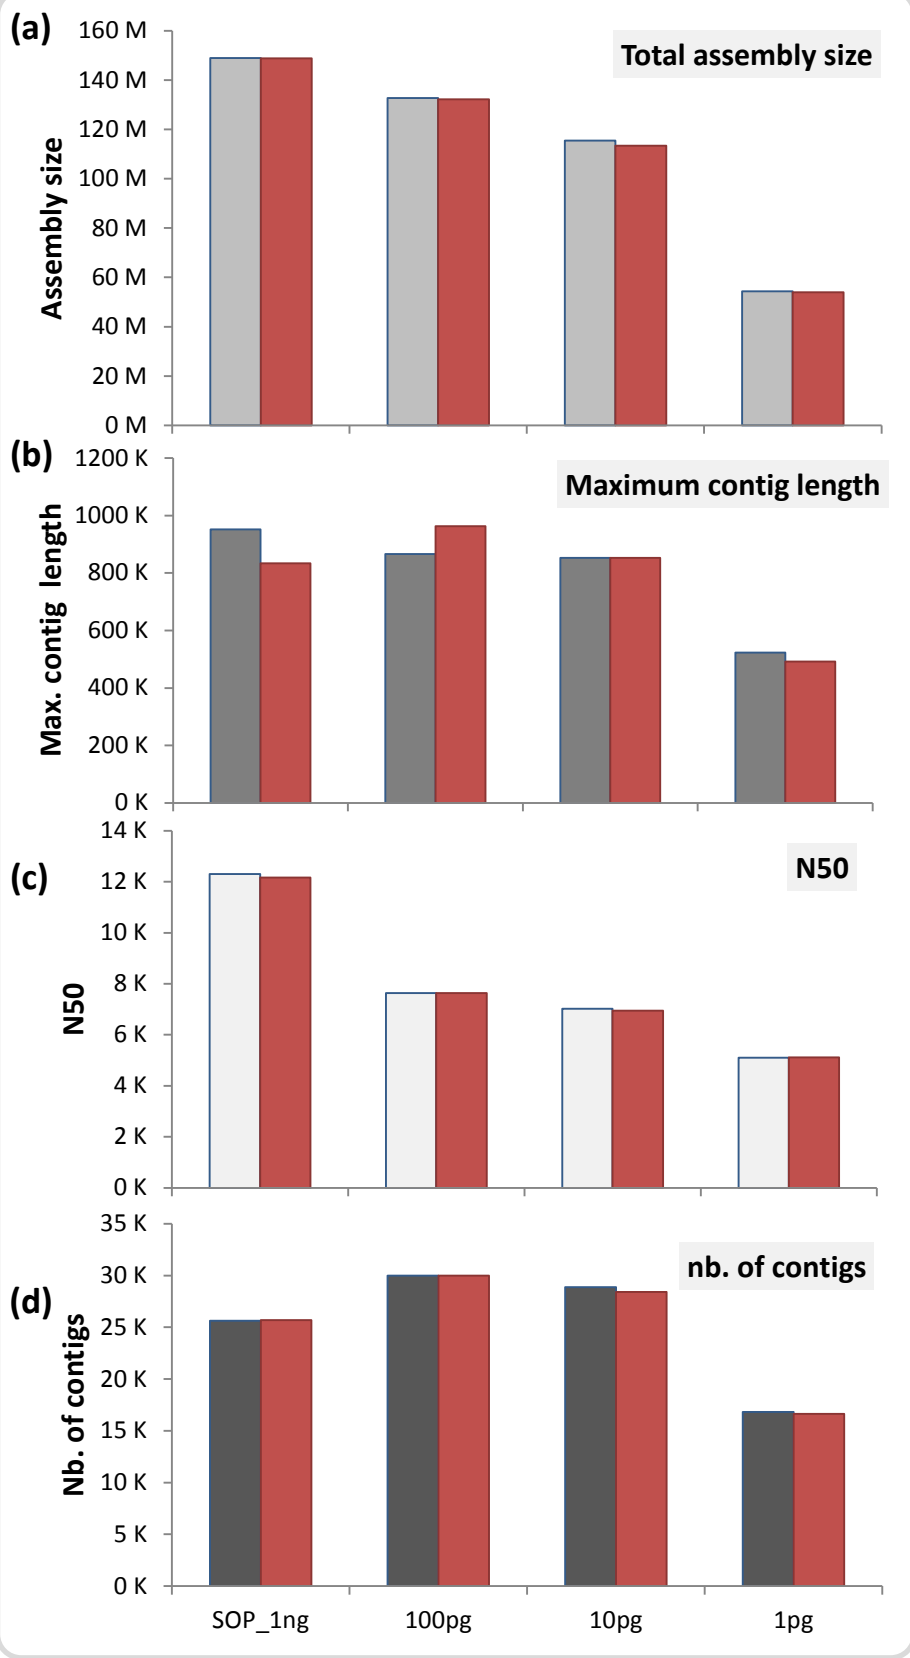 (a)
Total assembly size
Assembly size
160 M
140 M
120 M
100 M
80 M
60 M
40 M
20 M
0 M
(b)
Maximum contig length
Max. contig length
1200 K
1000 K
800 K
600 K
400 K
200 K
0 K
(c)
N50
N50
14 K
12 K
10 K
8 K
6 K
4 K
2 K
0 K
(d)
nb. of contigs
Nb. of contigs
35 K
30 K
25 K
20 K
15 K
10 K
5 K
0 K
SOP_1ng 100pg 10pg 1pg